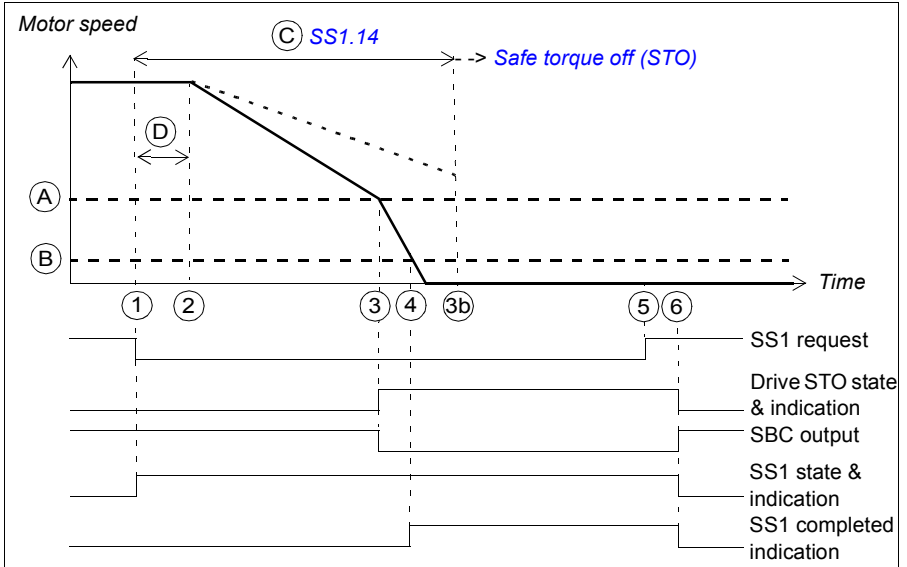 Motor speed
C SS1.14
Safe torque off (STO)
D
A
B
Time
1 2 3 4 3b 5 6
SS1 request
Drive STO state
& indication
SBC output
SS1 state &
indication
SS1 completed
indication